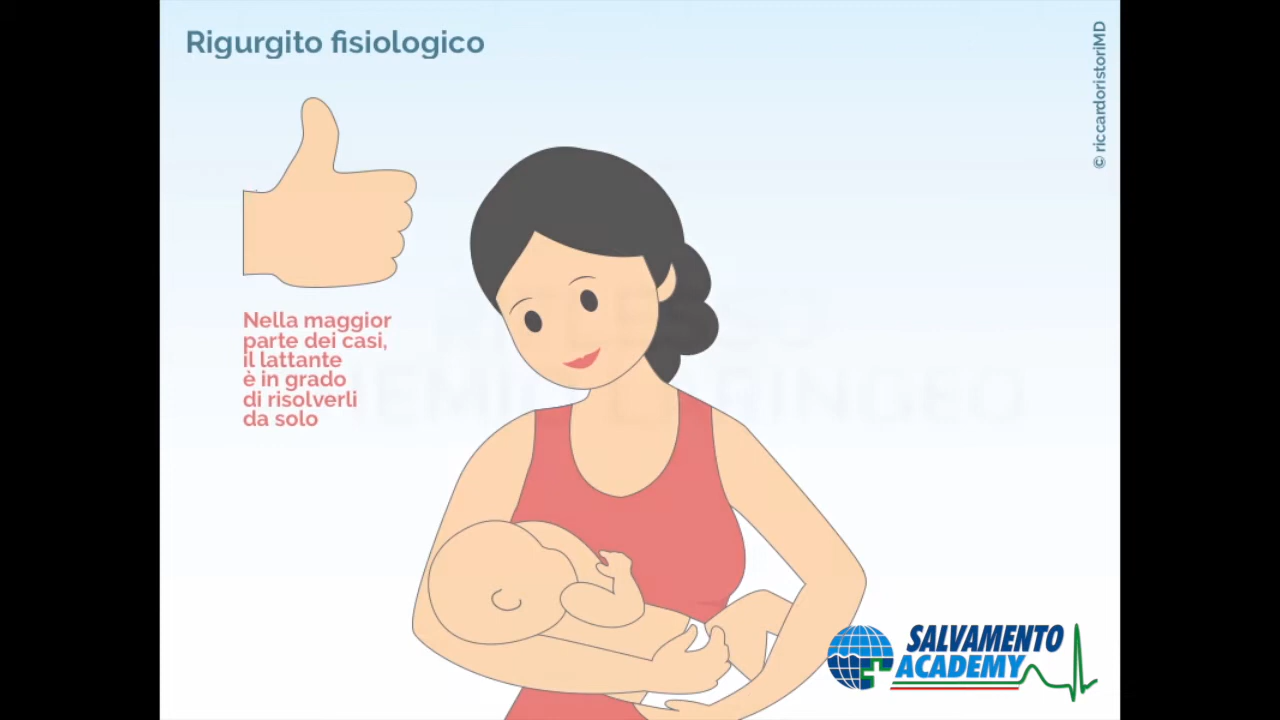 Rigurgito fisiologico
© riccardoristoriMD
Nella maggior
parte dei casi,
il lattante
è in grado
di risolverli
da solo
SALVAMENTO
ACADEMY